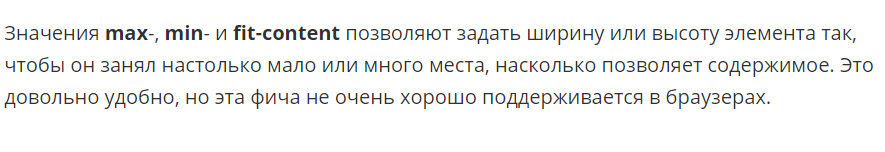 Значения max-, min- и fit-content позволяют задать ширину или высоту элемента так,
чтобы он занял настолько мало или много места, насколько позволяет содержимое. Это
довольно удобно, но эта фича не очень хорошо поддерживается в браузерах.